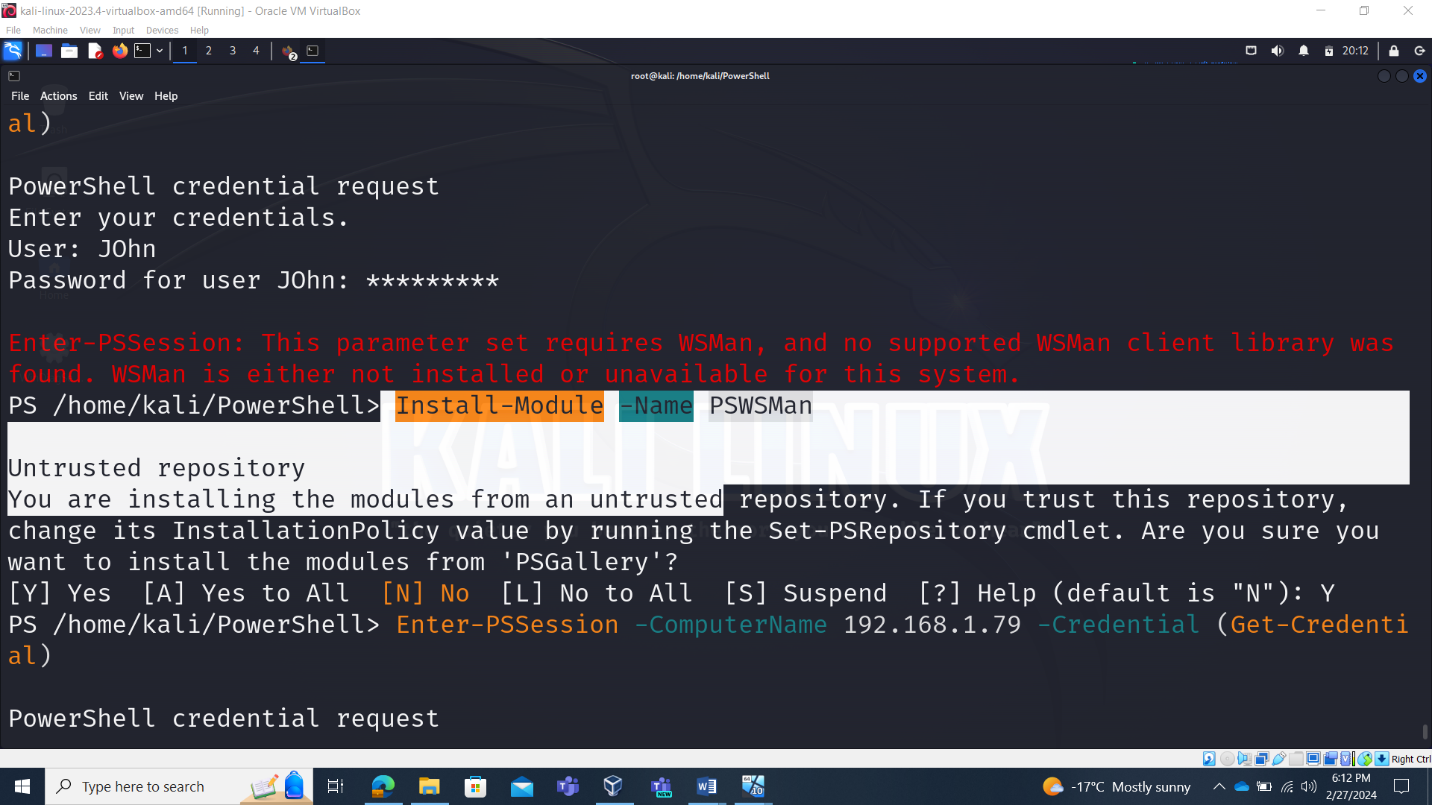 kali-linux-2023.4-virtualbox-amd64 [Running] - Oracle VM VirtualBox
File Machine View Input Devices Help
1 2 3 4 2 20:12
root@kali: /home/kali/PowerShell
File Actions Edit View Help
al)
PowerShell credential request
Enter your credentials.
User: JOhn
Password for user JOhn: *********
Enter-PSSession: This parameter set requires WSMan, and no supported WSMan client library was
found. WSMan is either not installed or unavailable for this system.
PS /home/kali/PowerShell> Install-Module -Name PSWSMan
KALI LINUX
Untrusted repository
You are installing the modules from an untrusted repository. If you trust this repository,
change its InstallationPolicy value by running the Set-PSRepository cmdlet. Are you sure you
want to install the modules from 'PSGallery'?
[Y] Yes [A] Yes to All [N] No [L] No to All [S] Suspend [?] Help (default is "N"): Y
PS /home/kali/PowerShell> Enter-PSSession -ComputerName 192.168.1.79 -Credential (Get-Credenti
al)
PowerShell credential request
Right Ctrl
Type here to search
NEW
-17°C Mostly sunny
6:12 PM
2/27/2024